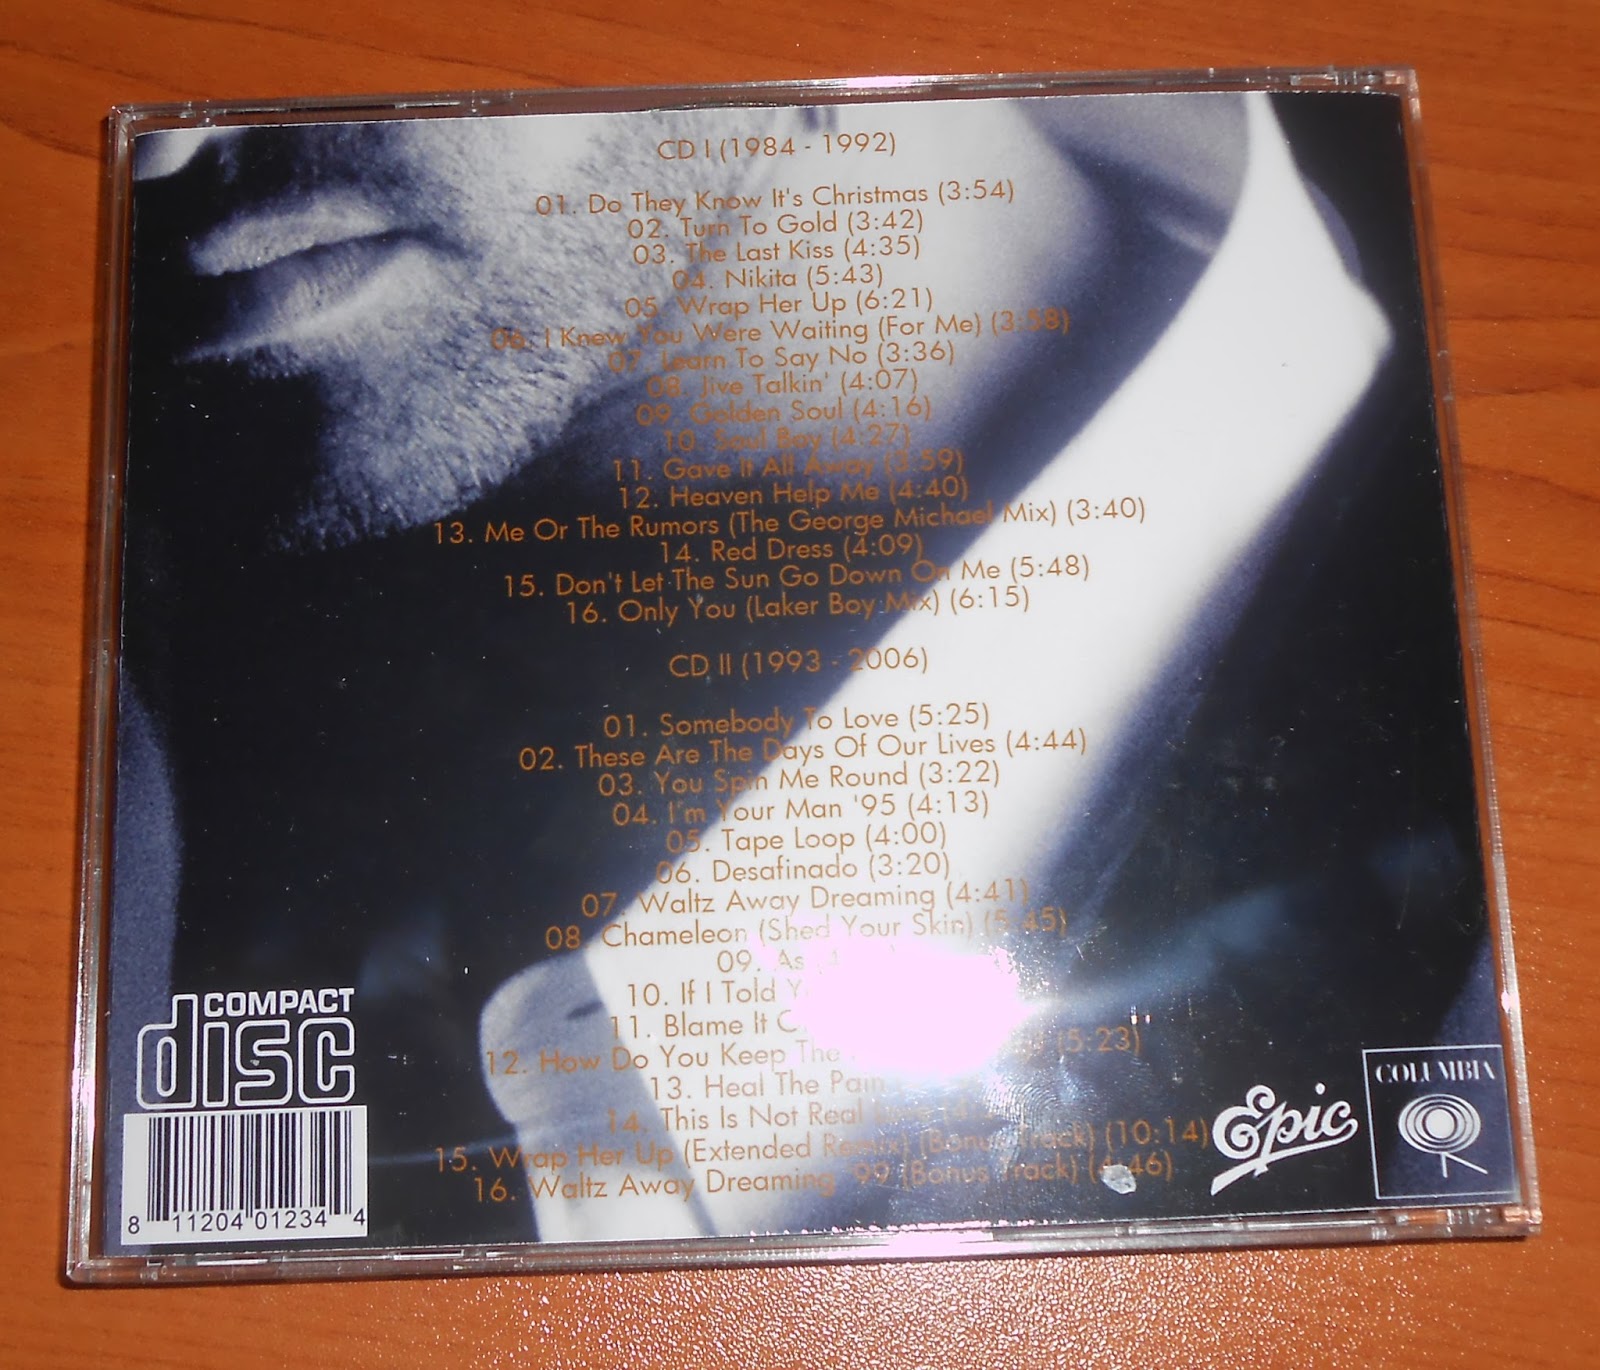 CD I (1984 - 1992)
01. Do They Know It's Christmas (3:54)
02. Turn To Gold (3:42)
03. The Last Kiss (4:35)
04. Nikita (5:43)
05. Wrap Her Up (6:21)
06. I Knew You Were Waiting (For Me) (3:58)
07. Learn To Say No (3:36)
08. Jive Talkin' (4:07)
09. Golden Soul (4:16)
10. Soul Boy (4:27)
11. Gave It All Away (3:59)
12. Heaven Help Me (4:40)
13. Me Or The Rumors (The George Michael Mix) (3:40)
14. Red Dress (4:09)
15. Don't Let The Sun Go Down On Me (5:48)
16. Only You (Laker Boy Mix) (6:15)
CD II (1993 - 2006)
01. Somebody To Love (5:25)
02. These Are The Days Of Our Lives (4:44)
03. You Spin Me Round (3:22)
04. I'm Your Man '95 (4:13)
05. Tape Loop (4:00)
06. Desafinado (3:20)
07. Waltz Away Dreaming (4:41)
08. Chameleon (Shed Your Skin) (5:45)
09. As
10. If I Told
11. Blame It
12. How Do You Keep The (5:23)
13. Heal The Pain
14. This Is Not Real
15. Wrap Her Up (Extended Remix) (Bonus Track) (10:14)
16. Waltz Away Dreaming '99 (Bonus Track)
COMPACT
disc
8 11204 01234 4
Epic
COLUMBIA